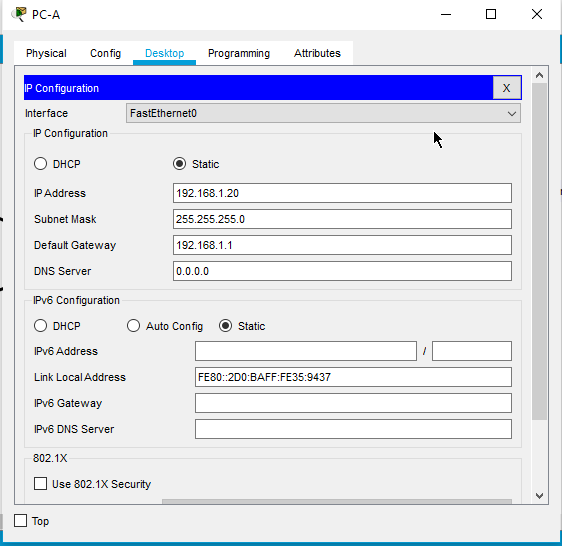 PC-A
Physical Config Desktop Programming Attributes
IP Configuration X
Interface FastEthernet0
IP Configuration
DHCP Static
IP Address 192.168.1.20
Subnet Mask 255.255.255.0
Default Gateway 192.168.1.1
DNS Server 0.0.0.0
IPv6 Configuration
DHCP Auto Config Static
IPv6 Address /
Link Local Address FE80::2D0:BAFF:FE35:9437
IPv6 Gateway
IPv6 DNS Server
802.1X
Use 802.1X Security
Top